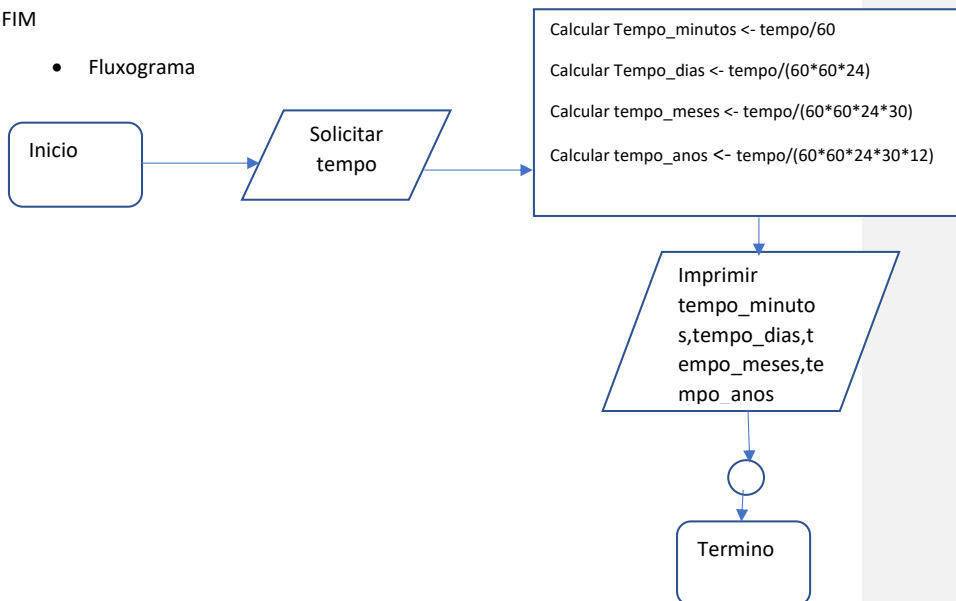 FIM
• Fluxograma
Inicio
Solicitar
tempo
Calcular Tempo_minutos <- tempo/60
Calcular Tempo_dias <- tempo/(60*60*24)
Calcular tempo_meses <- tempo/(60*60*24*30)
Calcular tempo_anos <- tempo/(60*60*24*30*12)
Imprimir
tempo_minuto
s,tempo_dias,t
empo_meses,te
mpo_anos
Termino